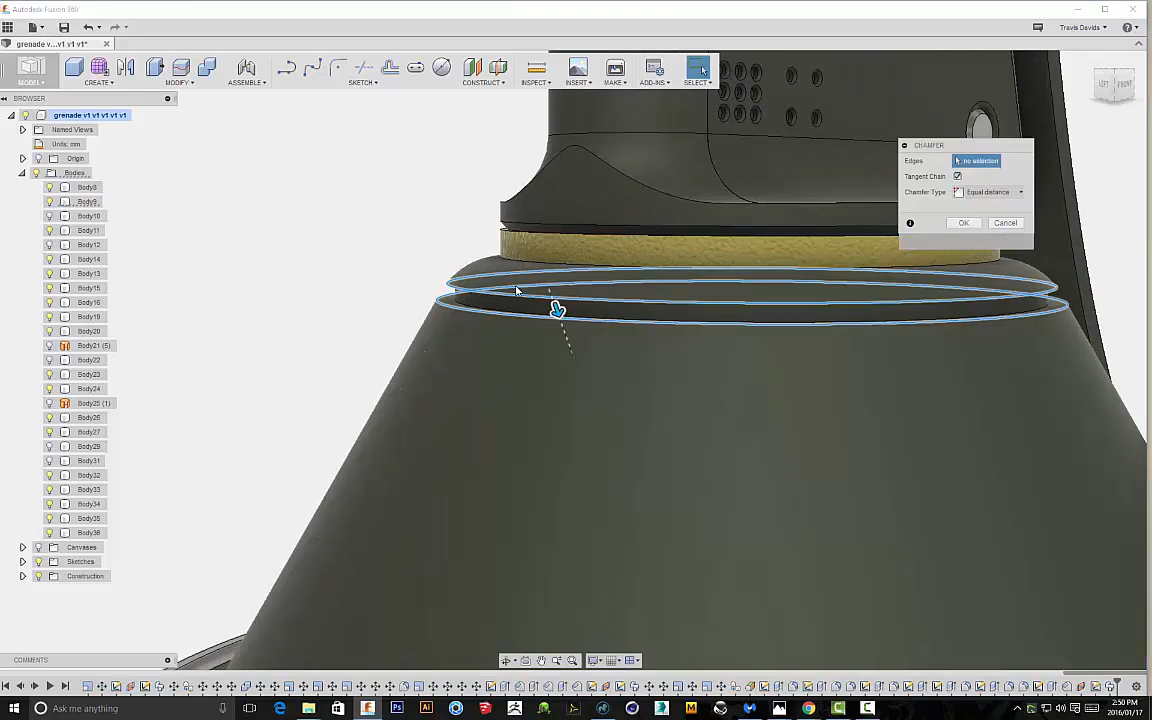 Autodesk Fusion 360
Travis Davids
grenade v...v1 v1 v1*
MODEL
CREATE
MODIFY
ASSEMBLE
SKETCH
CONSTRUCT
INSPECT
INSERT
MAKE
ADD-INS
SELECT
BROWSER
grenade v1 v1 v1 v1 v1
Named Views
Units: mm
Origin
Bodies
Body8
Body9
Body10
Body11
Body12
Body14
Body13
Body15
Body16
Body19
Body20
Body21 (5)
Body22
Body23
Body24
Body25 (1)
Body26
Body27
Body29
Body31
Body32
Body33
Body34
Body35
Body36
Canvases
Sketches
Construction
LEFT
FRONT
CHAMFER
Edges
no selection
Tangent Chain
Chamfer Type
Equal distance
OK
Cancel
COMMENTS
Ask me anything
2:50 PM
2016/01/17